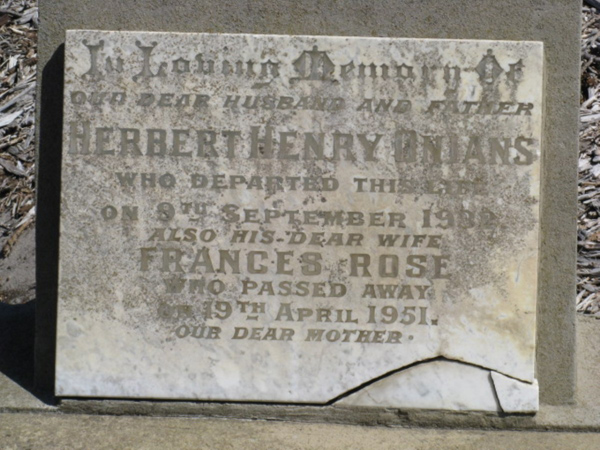 In Loving Memory Of
OUR DEAR HUSBAND AND FATHER
HERBERT HENRY ONIANS
WHO DEPARTED THIS LIFE
ON 9TH SEPTEMBER 1932
ALSO HIS DEAR WIFE
FRANCES ROSE
WHO PASSED AWAY
ON 19TH APRIL 1951.
OUR DEAR MOTHER.